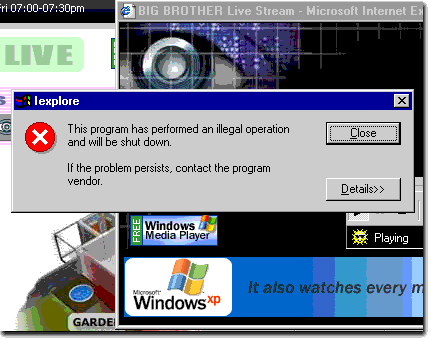 Fri 07:00-07:30pm
BIG BROTHER Live Stream - Microsoft Internet Ex
LIVE
Iexplore
This program has performed an illegal operation
and will be shut down.
Close
If the problem persists, contact the program
vendor.
Details>>
FREE
Windows
Media Player
Playing
Microsoft
Windows xp
It also watches every m
GARDE